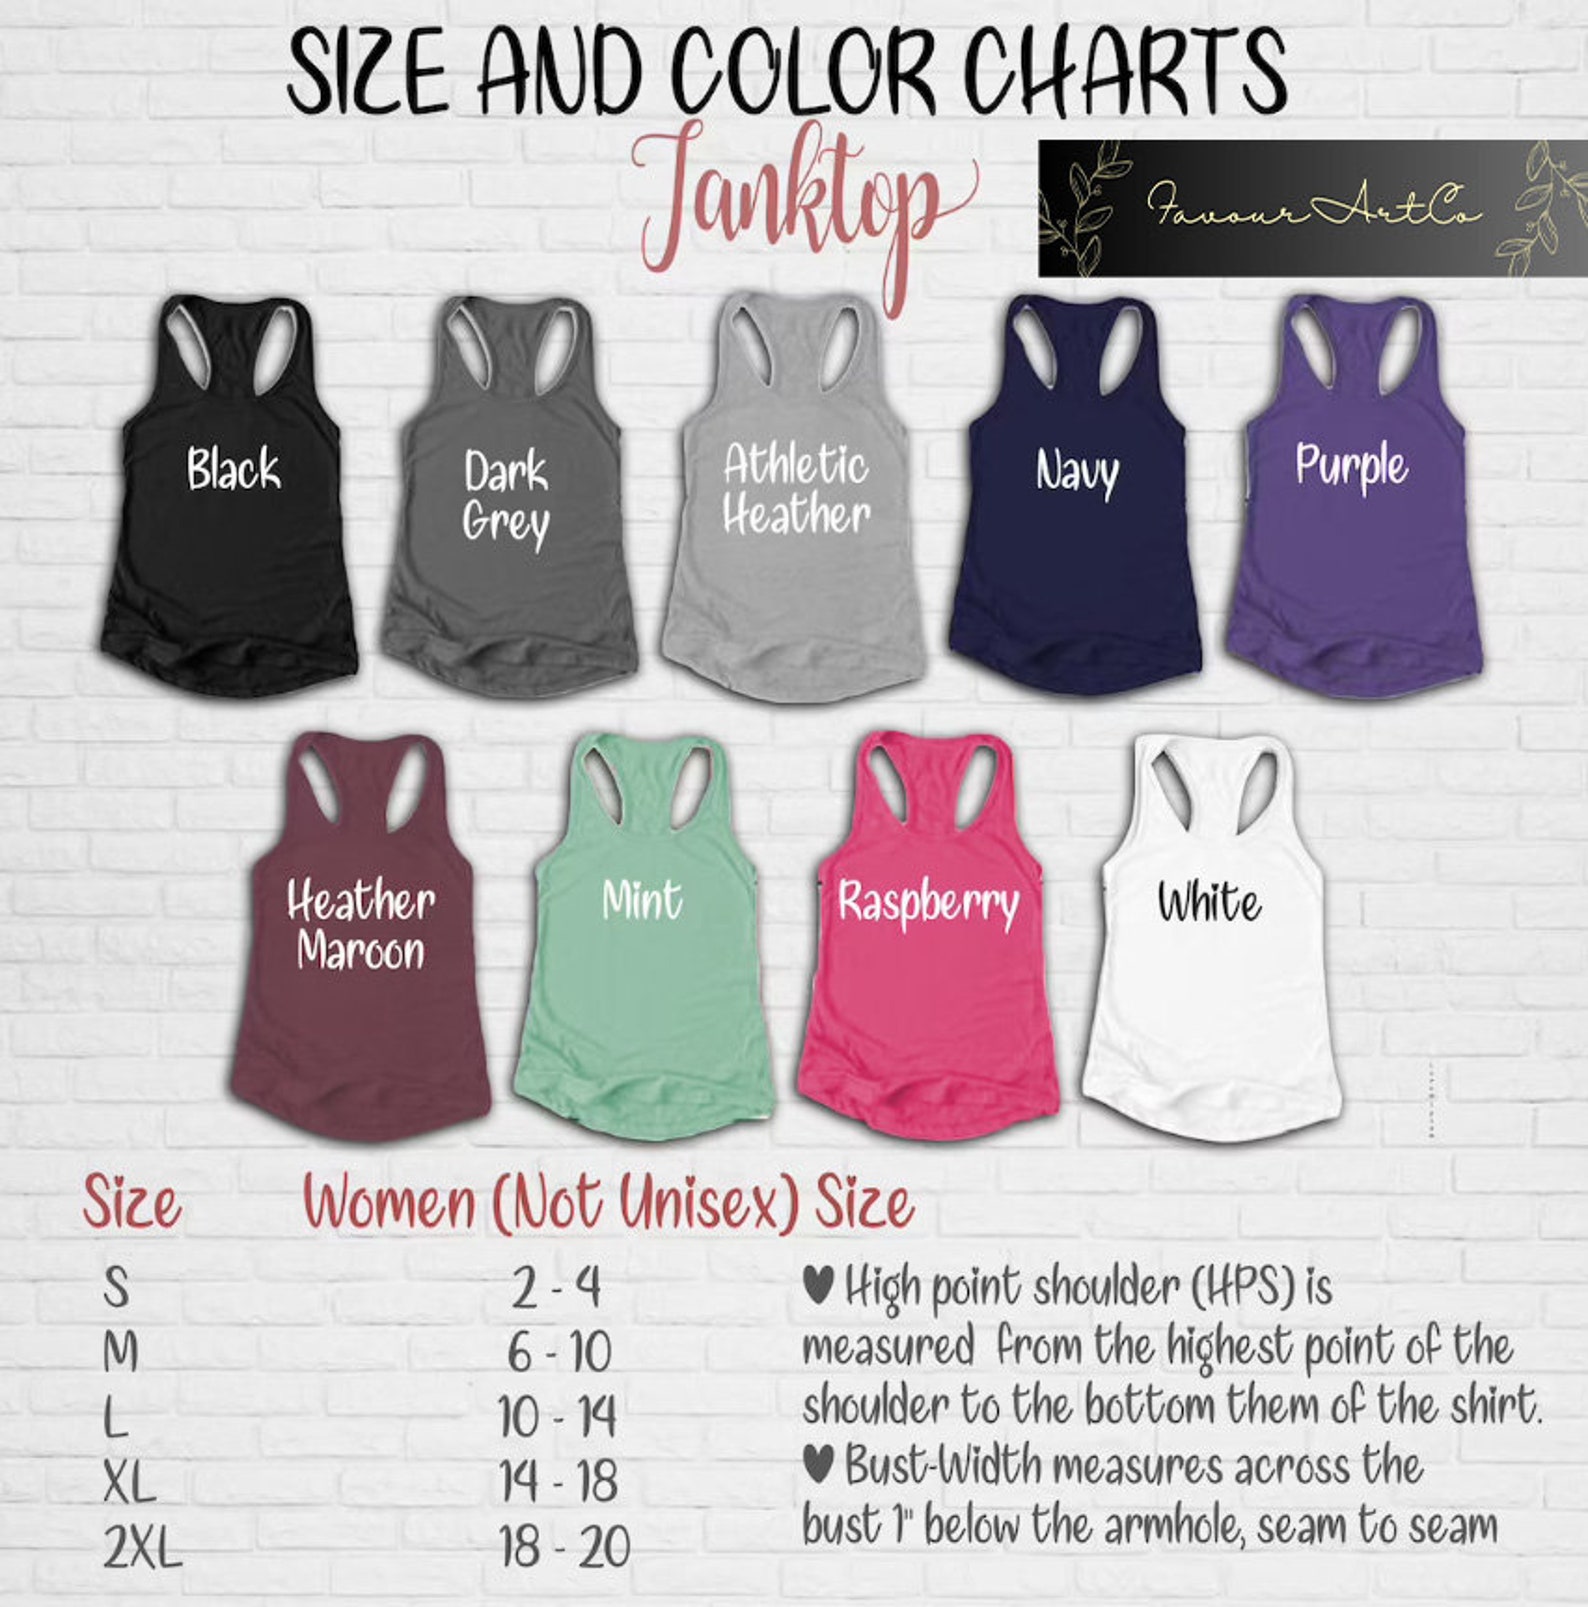 SIZE AND COLOR CHARTS
Tanktop
FavourArtCo
Black
Dark
Grey
Athletic
Heather
Navy
Purple
Heather
Maroon
Mint
Raspberry
White
Size Women (Not Unisex) Size
S 2 - 4
M 6 - 10
L 10 - 14
XL 14 - 18
2XL 18 - 20
♥ High point shoulder (HPS) is
measured from the highest point of the
shoulder to the bottom them of the shirt.
♥ Bust-Width measures across the
bust 1" below the armhole, seam to seam